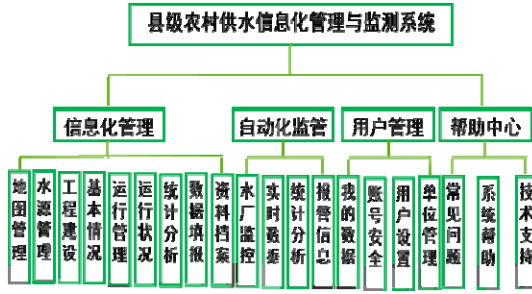 县级农村供水信息化管理与监测系统
信息化管理
自动化监管
用户管理
帮助中心
地图管理
水源管理
工程建设
基本情况
运行管理
运行状况
统计分析
数据填报
资料档案
水厂监控
实时数据
统计分析
报警信息
我的数据
账号安全
用户设置
单位管理
常见问题
系统帮助
技术支持